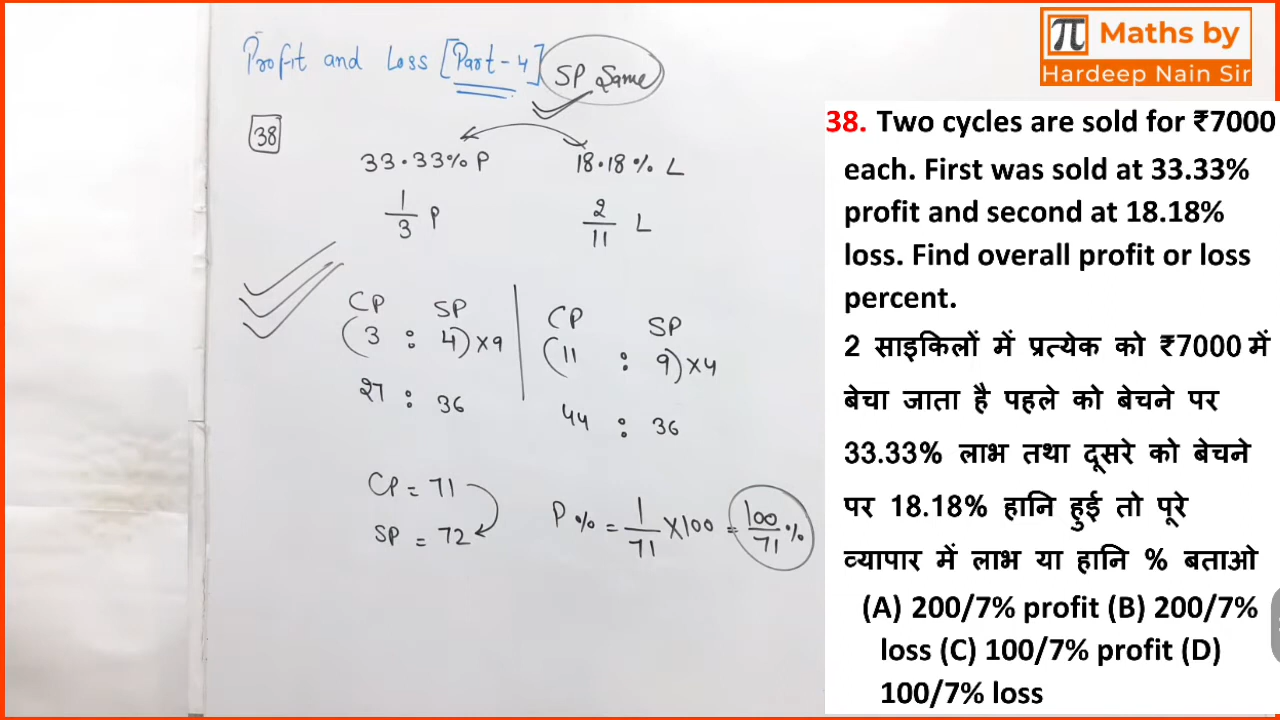 Profit and Loss [Part-4] SP Same
38
33.33% P 18.18% L
1/3 P 2/11 L
CP SP CP SP
(3 : 4)×9 (11 : 9)×4
27 : 36 44 : 36
CP = 71
SP = 72
P% = 1/71 ×100 = 100/71 %
π Maths by
Hardeep Nain Sir
38. Two cycles are sold for ₹7000
each. First was sold at 33.33%
profit and second at 18.18%
loss. Find overall profit or loss
percent.
2 साइकिलों में प्रत्येक को ₹7000 में
बेचा जाता है पहले को बेचने पर
33.33% लाभ तथा दूसरे को बेचने
पर 18.18% हानि हुई तो पूरे
व्यापार में लाभ या हानि % बताओ
(A) 200/7% profit (B) 200/7%
loss (C) 100/7% profit (D)
100/7% loss